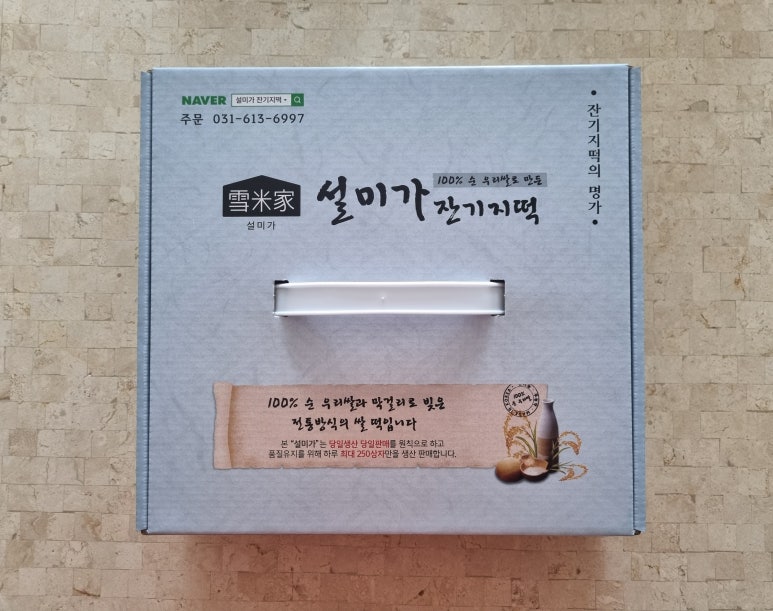 NAVER 설미가 잔기지떡
주문 031-613-6997
잔기지떡의 명가
雪米家
설미가
설미가
100% 순 우리쌀로 만든
잔기지떡
100% 순 우리쌀과 막걸리로 빚은
전통방식의 쌀 떡입니다
본 "설미가"는 당일생산 당일판매를 원칙으로 하고
품질유지를 위해 하루 최대 250상자만을 생산 판매합니다.